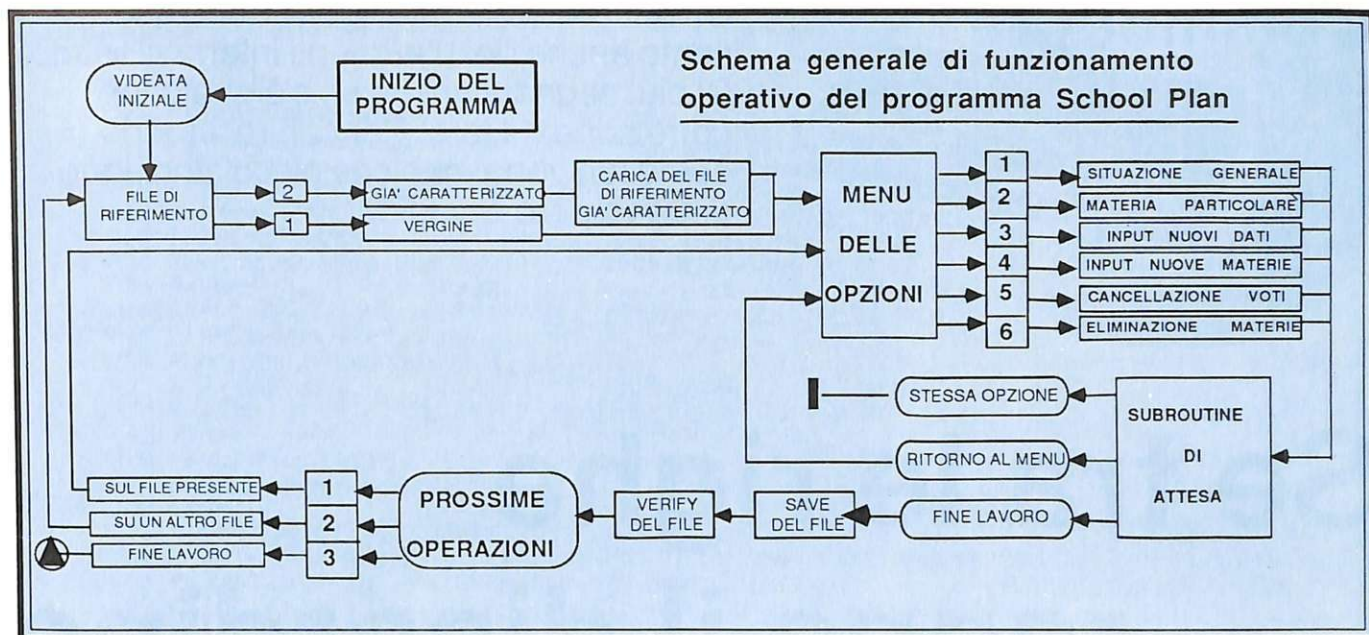 VIDEATA
INIZIALE
INIZIO DEL
PROGRAMMA
Schema generale di funzionamento
operativo del programma School Plan
FILE DI
RIFERIMENTO
2
1
GIA' CARATTERIZZATO
VERGINE
CARICA DEL FILE
DI RIFERIMENTO
GIA' CARATTERIZZATO
MENU
DELLE
OPZIONI
1
2
3
4
5
6
SITUAZIONE GENERALE
MATERIA PARTICOLARE
INPUT NUOVI DATI
INPUT NUOVE MATERIE
CANCELLAZIONE VOTI
ELIMINAZIONE MATERIE
STESSA OPZIONE
RITORNO AL MENU
FINE LAVORO
SUBROUTINE
DI
ATTESA
SAVE
DEL FILE
VERIFY
DEL FILE
PROSSIME
OPERAZIONI
1
2
3
SUL FILE PRESENTE
SU UN ALTRO FILE
FINE LAVORO